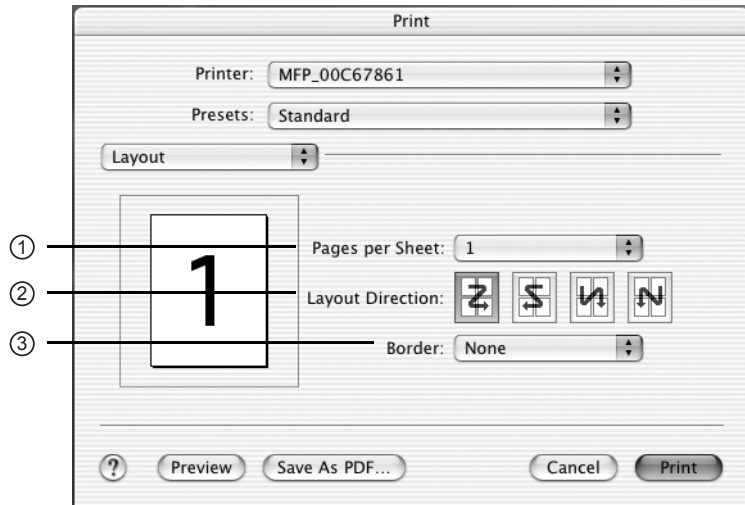 Print
Printer: MFP_00C67861
Presets: Standard
Layout
1
① Pages per Sheet: 1
② Layout Direction:
③ Border: None
? Preview Save As PDF... Cancel Print